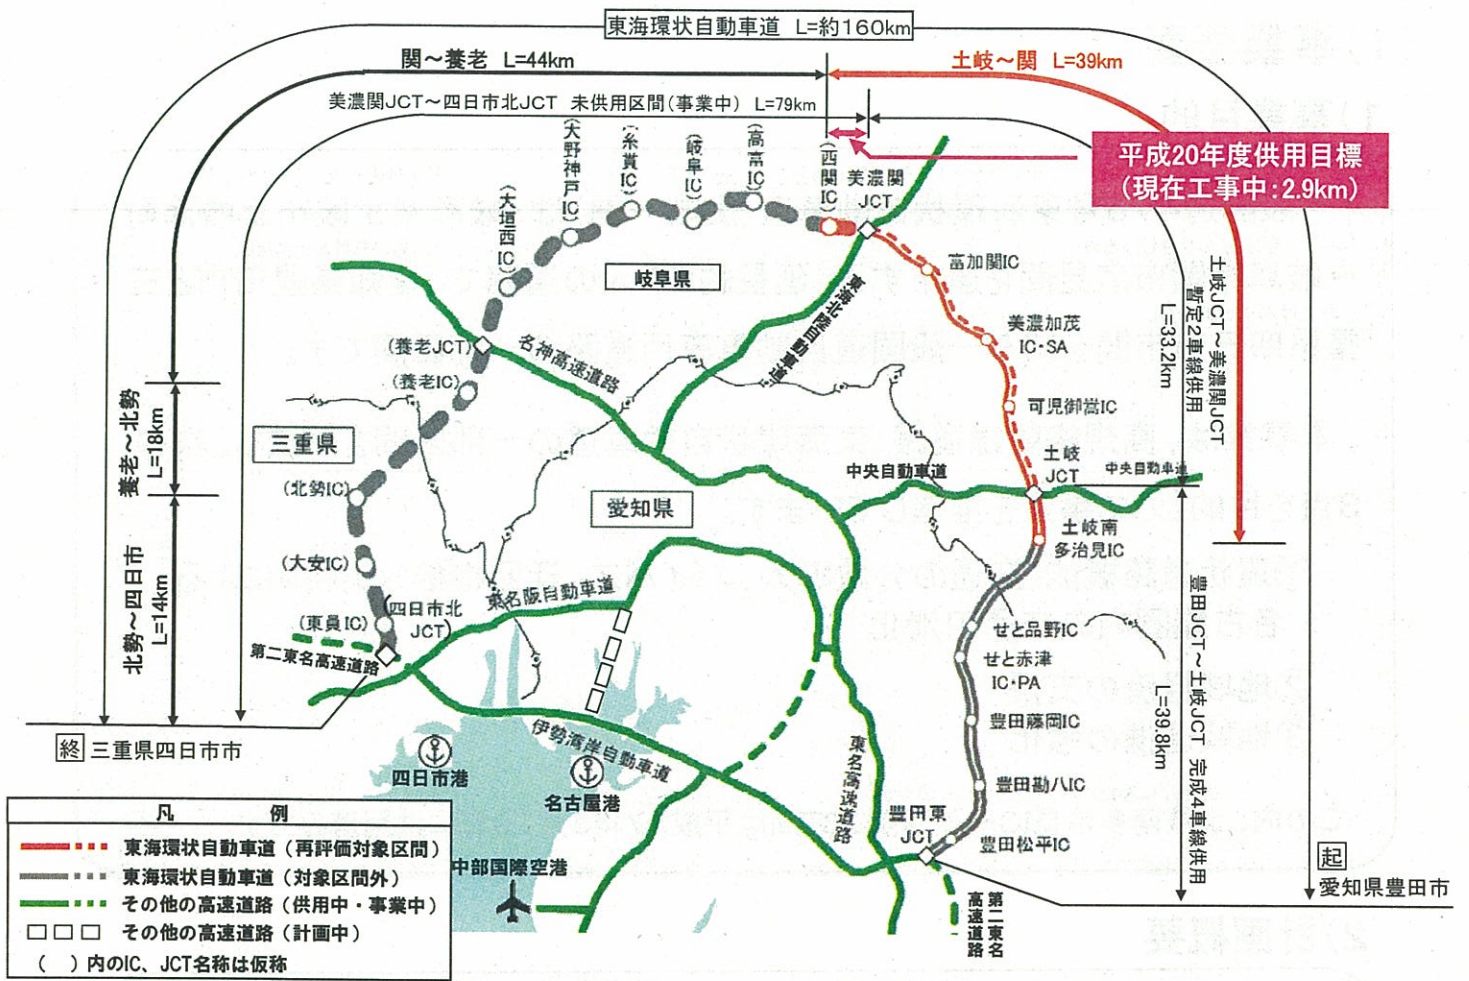 東海環状自動車道 L=約160km
関~養老 L=44km
土岐~関 L=39km
美濃関JCT~四日市北JCT 未供用区間(事業中) L=79km
平成20年度供用目標
(現在工事中:2.9km)
(大垣西IC)
(大野神戸IC)
(糸貫IC)
(岐阜IC)
(高富IC)
(西関IC)
美濃関
JCT
富加関IC
美濃加茂
IC・SA
可児御嵩IC
土岐
JCT
中央自動車道
中央自動車道
土岐南
多治見IC
せと品野IC
せと赤津
IC・PA
豊田藤岡IC
豊田勘八IC
豊田松平IC
豊田東
JCT
岐阜県
三重県
愛知県
東海北陸自動車道
名神高速道路
(養老JCT)
(養老IC)
(北勢IC)
(大安IC)
(東員IC)
(四日市北
JCT)
東名阪自動車道
第二東名高速道路
伊勢湾岸自動車道
東名高速道路
第二東名
高速道路
四日市港
名古屋港
中部国際空港
養老~北勢
L=18km
北勢~四日市
L=14km
土岐JCT~美濃関JCT
暫定2車線供用
L=33.2km
豊田JCT~土岐JCT 完成4車線供用
L=39.8km
終 三重県四日市市
起
愛知県豊田市
凡 例
東海環状自動車道(再評価対象区間)
東海環状自動車道(対象区間外)
その他の高速道路(供用中・事業中)
その他の高速道路(計画中)
( )内のIC、JCT名称は仮称